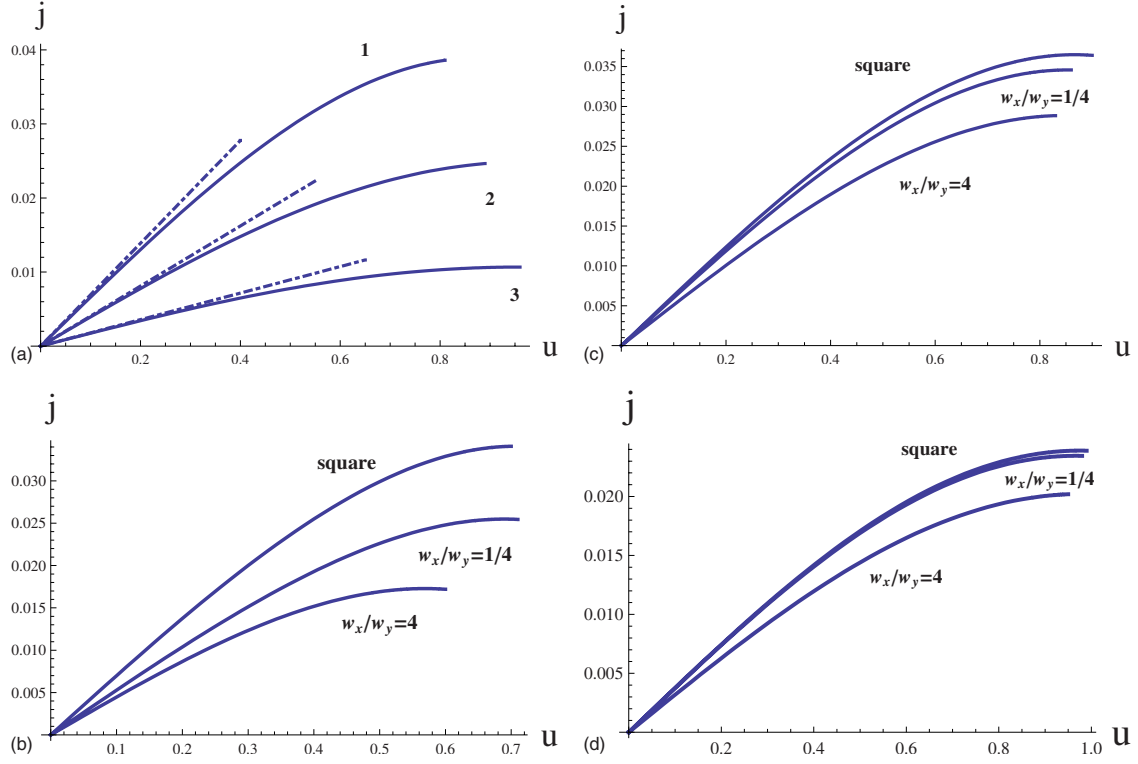 j
0.04
0.03
0.02
0.01
1
2
3
(a)
0.2
0.4
0.6
0.8
u
j
0.035
0.030
0.025
0.020
0.015
0.010
0.005
square
w_x/w_y=1/4
w_x/w_y=4
(c)
0.2
0.4
0.6
0.8
u
j
0.030
0.025
0.020
0.015
0.010
0.005
square
w_x/w_y=1/4
w_x/w_y=4
(b)
0.1
0.2
0.3
0.4
0.5
0.6
0.7
u
j
0.020
0.015
0.010
0.005
square
w_x/w_y=1/4
w_x/w_y=4
(d)
0.2
0.4
0.6
0.8
1.0
u